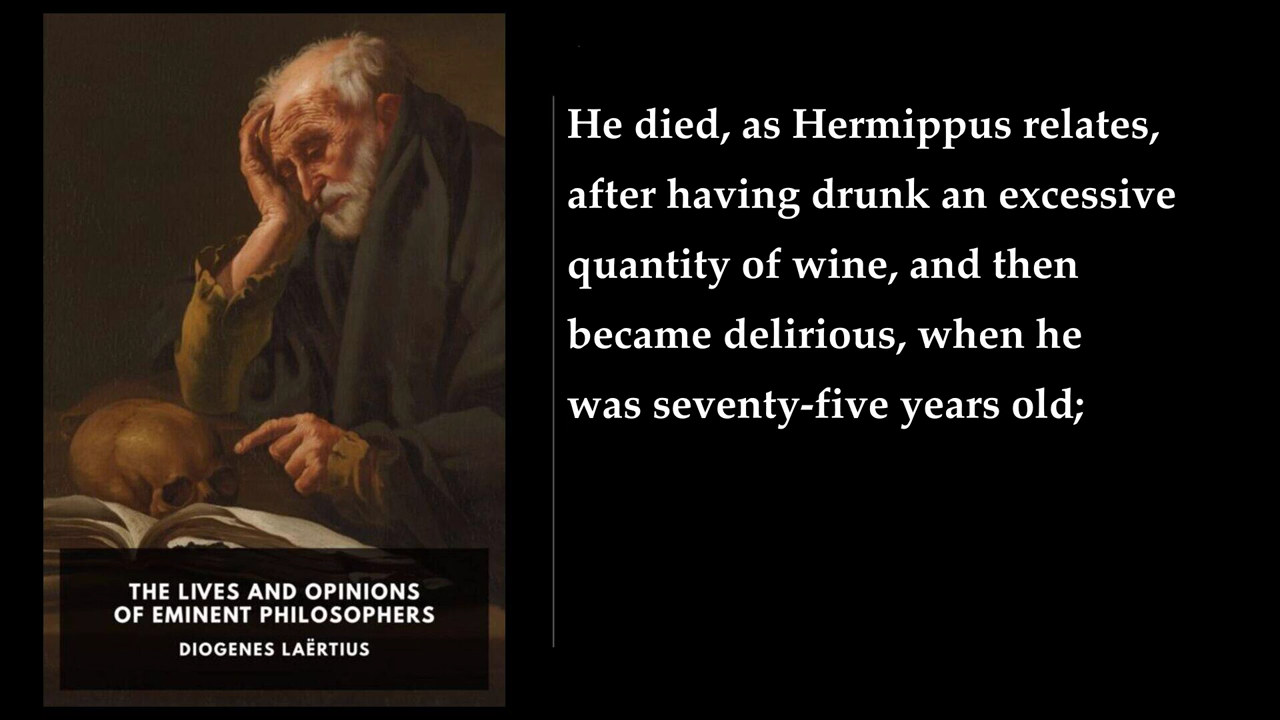 He died, as Hermippus relates,
after having drunk an excessive
quantity of wine, and then
became delirious, when he
was seventy-five years old;
THE LIVES AND OPINIONS
OF EMINENT PHILOSOPHERS
DIOGENES LAËRTIUS